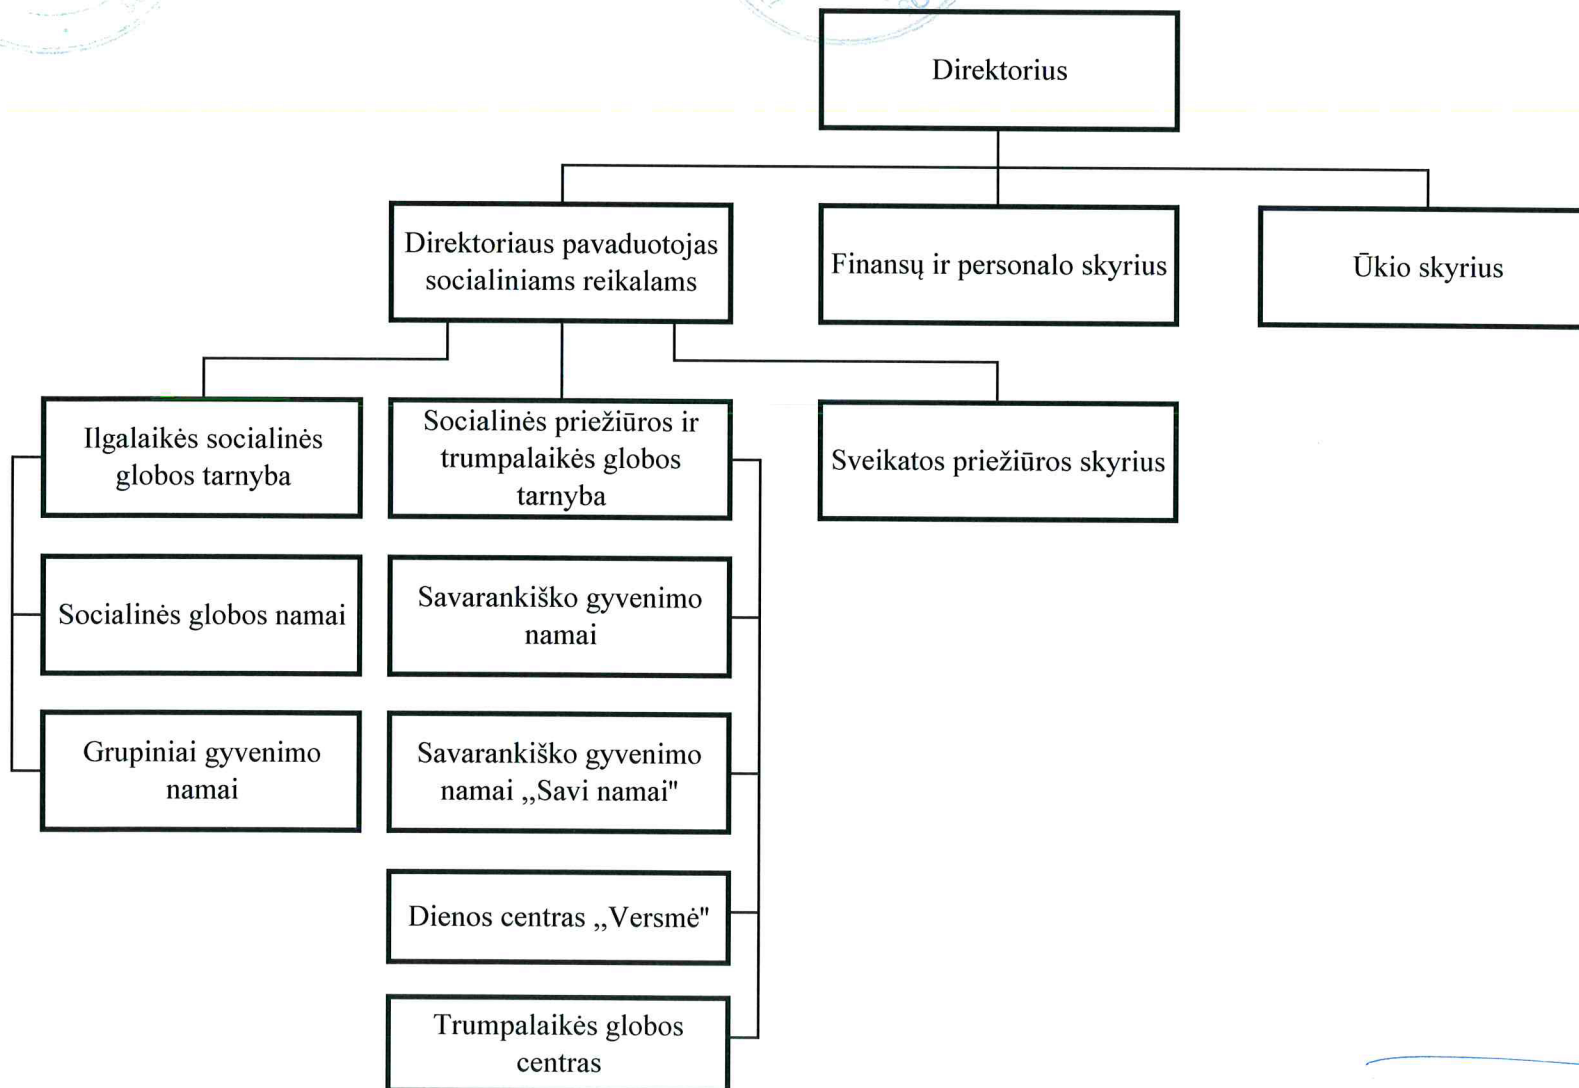 Direktorius
Direktoriaus pavaduotojas
socialiniams reikalams
Finansų ir personalo skyrius
Ūkio skyrius
Ilgalaikės socialinės
globos tarnyba
Socialinės priežiūros ir
trumpalaikės globos
tarnyba
Sveikatos priežiūros skyrius
Socialinės globos namai
Savarankiško gyvenimo
namai
Grupiniai gyvenimo
namai
Savarankiško gyvenimo
namai ,,Savi namai"
Dienos centras ,,Versmė"
Trumpalaikės globos
centras